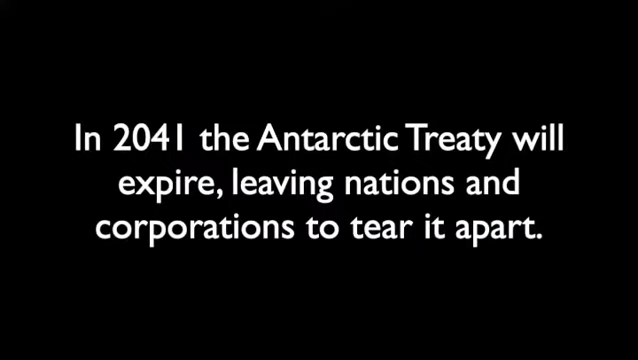 In 2041 the Antarctic Treaty will
expire, leaving nations and
corporations to tear it apart.